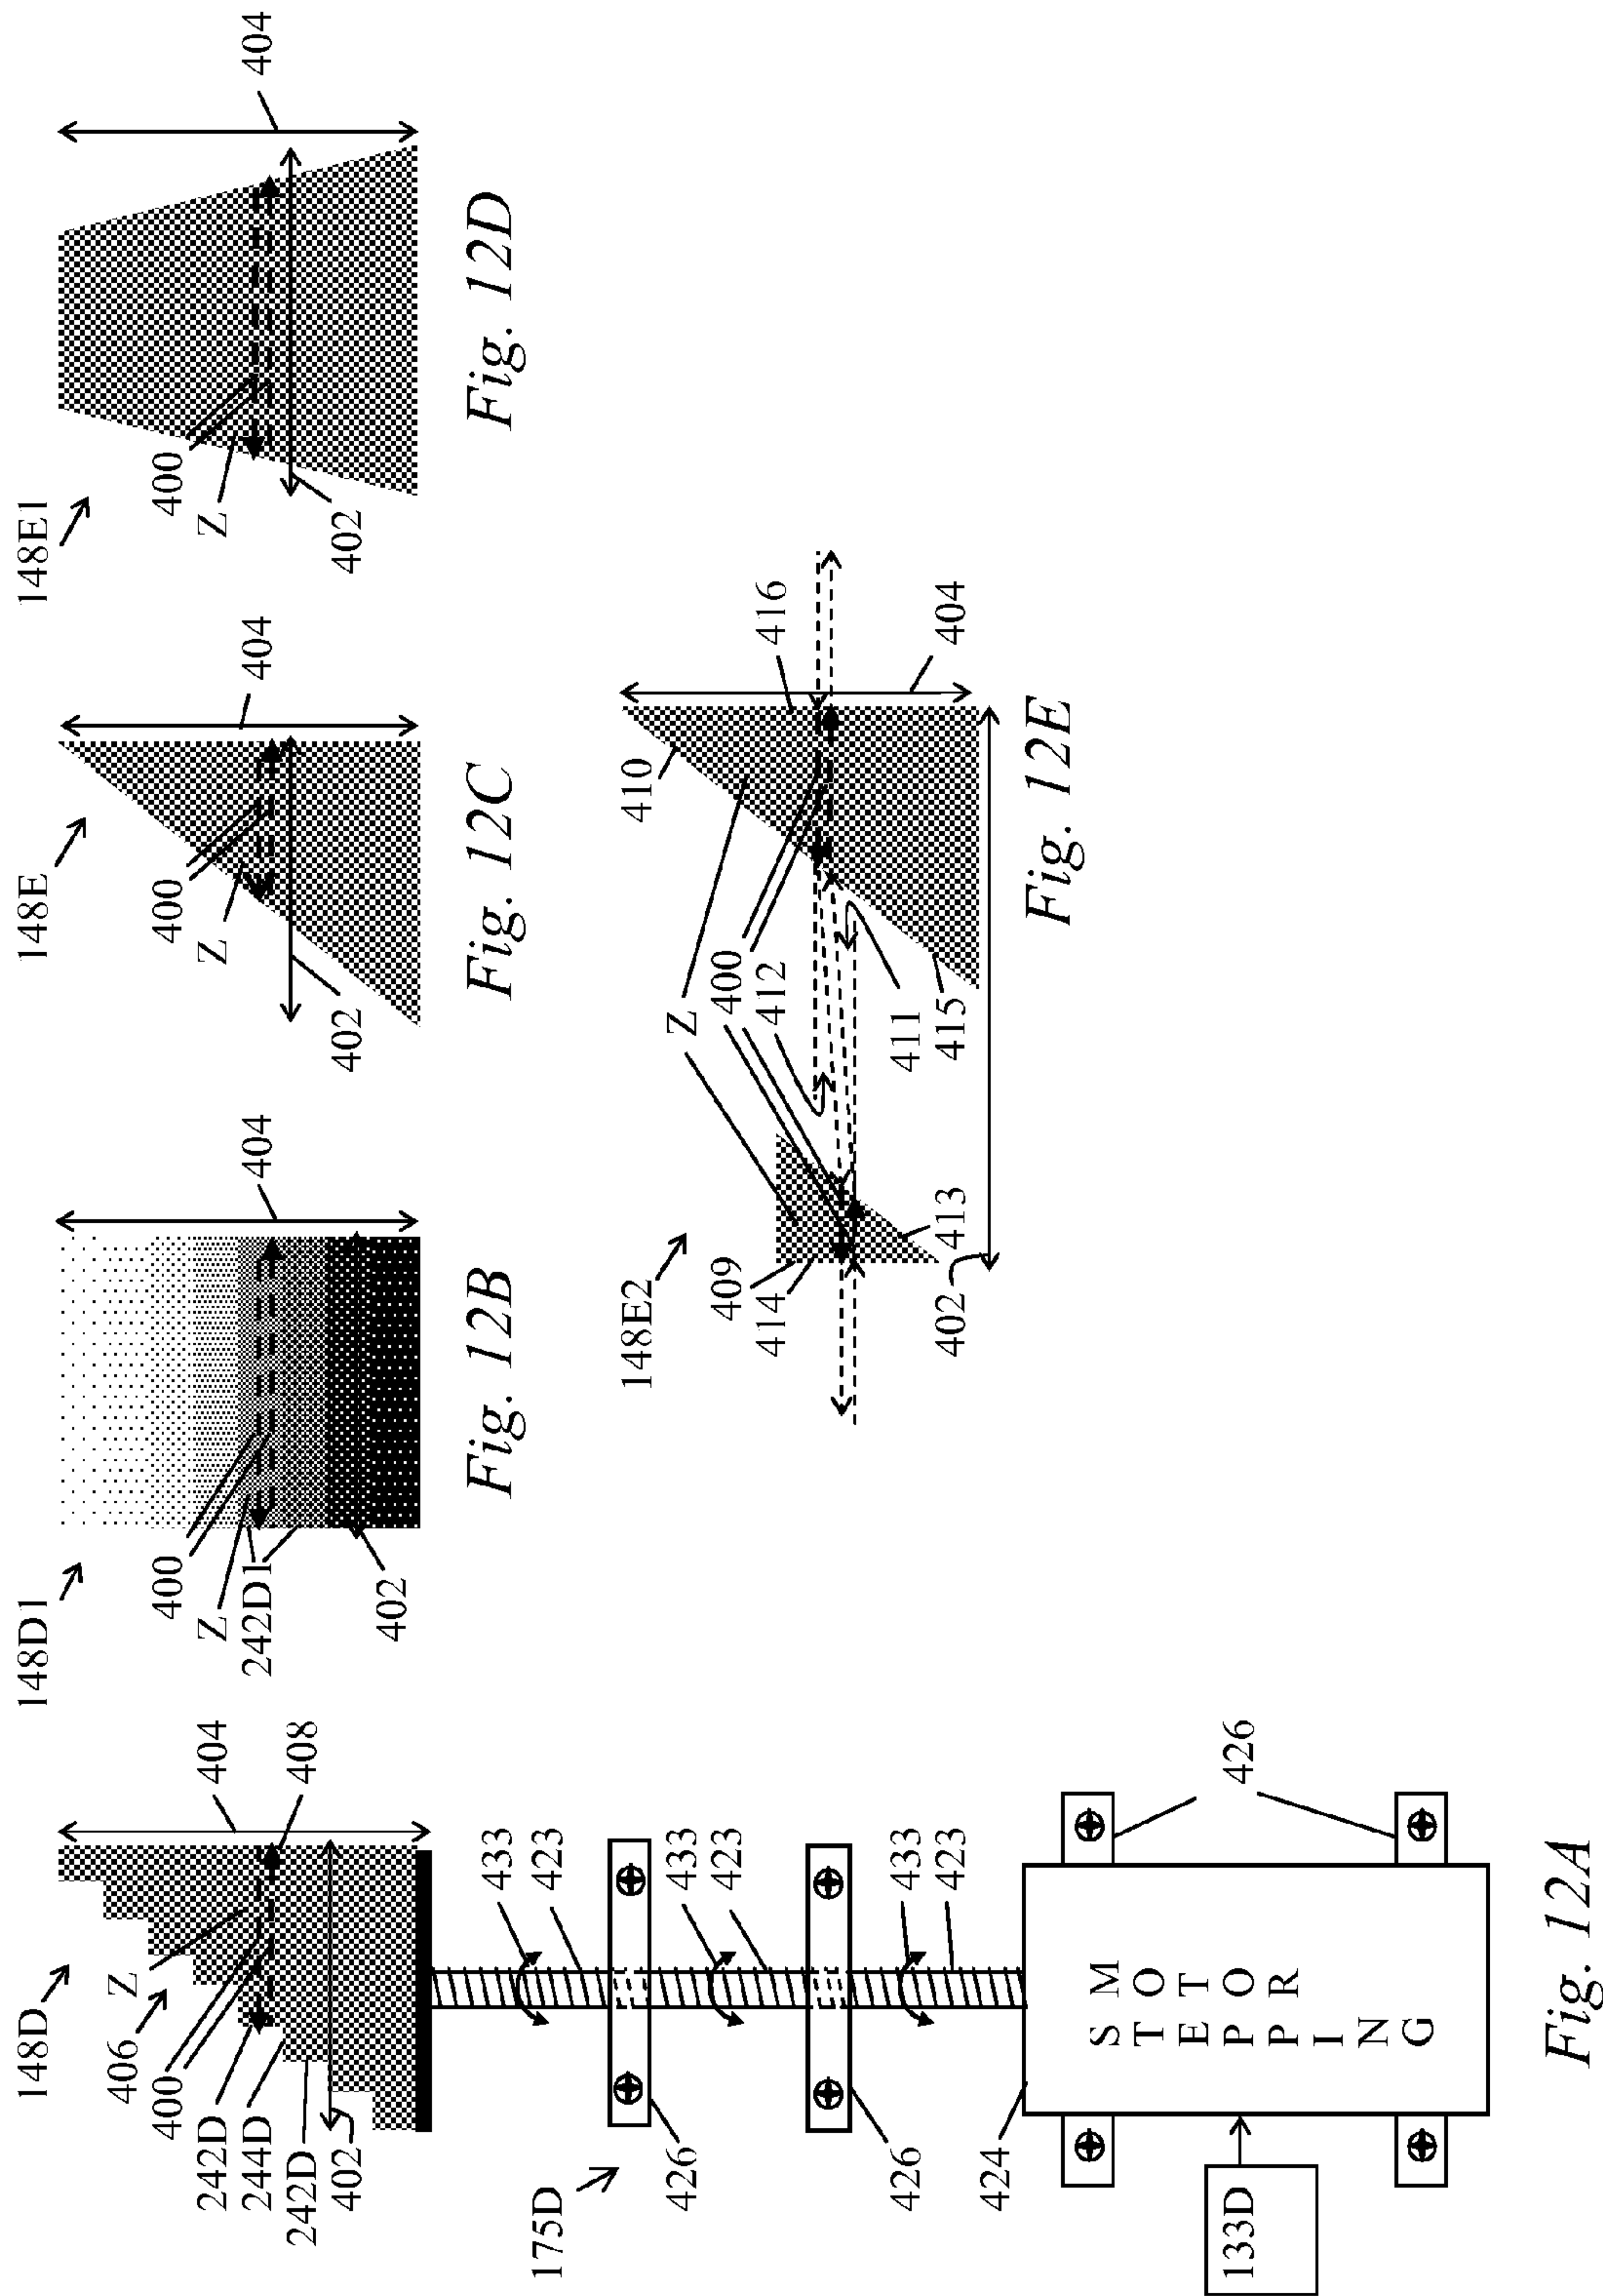 148D
404
406
Z
400
408
242D
244D
242D
402
175D
433
423
433
423
433
423
426
426
424
426
133D
STEPPING
MOTOR
Fig. 12A
148D1
404
400
Z
242D1
402
Fig. 12B
148E
404
400
Z
402
Fig. 12C
148E1
404
400
Z
402
Fig. 12D
148E2
Z
400
412
410
416
409
414
413
402
411
415
404
Fig. 12E